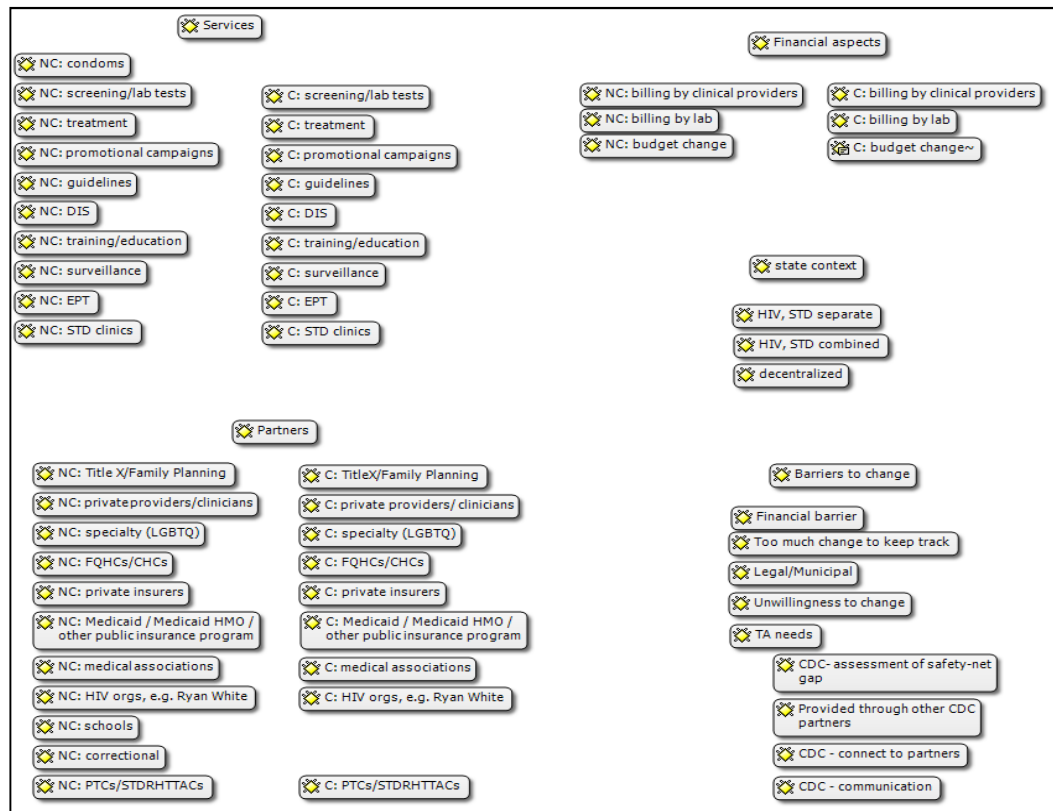 Services
NC: condoms
NC: screening/lab tests
C: screening/lab tests
NC: treatment
C: treatment
NC: promotional campaigns
C: promotional campaigns
NC: guidelines
C: guidelines
NC: DIS
C: DIS
NC: training/education
C: training/education
NC: surveillance
C: surveillance
NC: EPT
C: EPT
NC: STD clinics
C: STD clinics
Financial aspects
NC: billing by clinical providers
C: billing by clinical providers
NC: billing by lab
C: billing by lab
NC: budget change
C: budget change~
state context
HIV, STD separate
HIV, STD combined
decentralized
Partners
NC: Title X/Family Planning
C: TitleX/Family Planning
NC: private providers/clinicians
C: private providers/ clinicians
NC: specialty (LGBTQ)
C: specialty (LGBTQ)
NC: FQHCs/CHCs
C: FQHCs/CHCs
NC: private insurers
C: private insurers
NC: Medicaid / Medicaid HMO /
other public insurance program
C: Medicaid / Medicaid HMO /
other public insurance program
NC: medical associations
C: medical associations
NC: HIV orgs, e.g. Ryan White
C: HIV orgs, e.g. Ryan White
NC: schools
NC: correctional
NC: PTCs/STDRHTTACs
C: PTCs/STDRHTTACs
Barriers to change
Financial barrier
Too much change to keep track
Legal/Municipal
Unwillingness to change
TA needs
CDC- assessment of safety-net
gap
Provided through other CDC
partners
CDC - connect to partners
CDC - communication